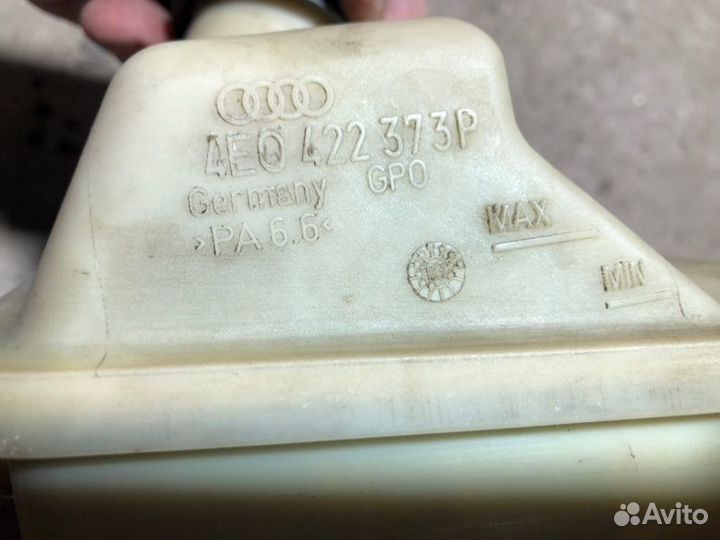 4E0 422 373P
Germany GPO
>PA 6.6<
MAX
MIN
Avito